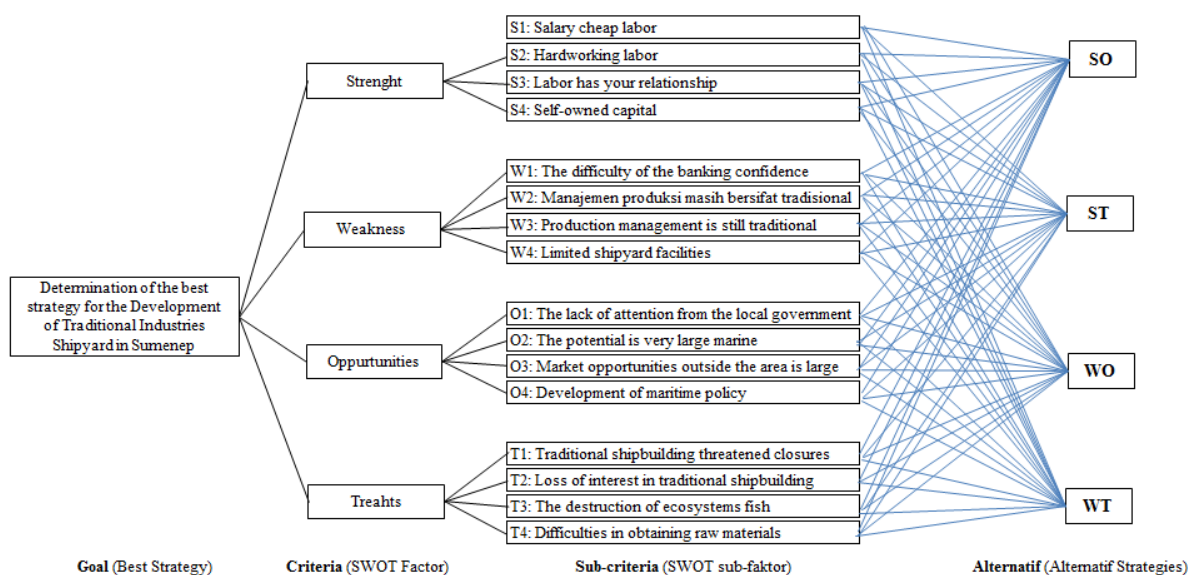 Determination of the best
strategy for the Development
of Traditional Industries
Shipyard in Sumenep
Strenght
Weakness
Oppurtunities
Treahts
S1: Salary cheap labor
S2: Hardworking labor
S3: Labor has your relationship
S4: Self-owned capital
W1: The difficulty of the banking confidence
W2: Manajemen produksi masih bersifat tradisional
W3: Production management is still traditional
W4: Limited shipyard facilities
O1: The lack of attention from the local government
O2: The potential is very large marine
O3: Market opportunities outside the area is large
O4: Development of maritime policy
T1: Traditional shipbuilding threatened closures
T2: Loss of interest in traditional shipbuilding
T3: The destruction of ecosystems fish
T4: Difficulties in obtaining raw materials
SO
ST
WO
WT
Goal (Best Strategy)
Criteria (SWOT Factor)
Sub-criteria (SWOT sub-faktor)
Alternatif (Alternatif Strategies)